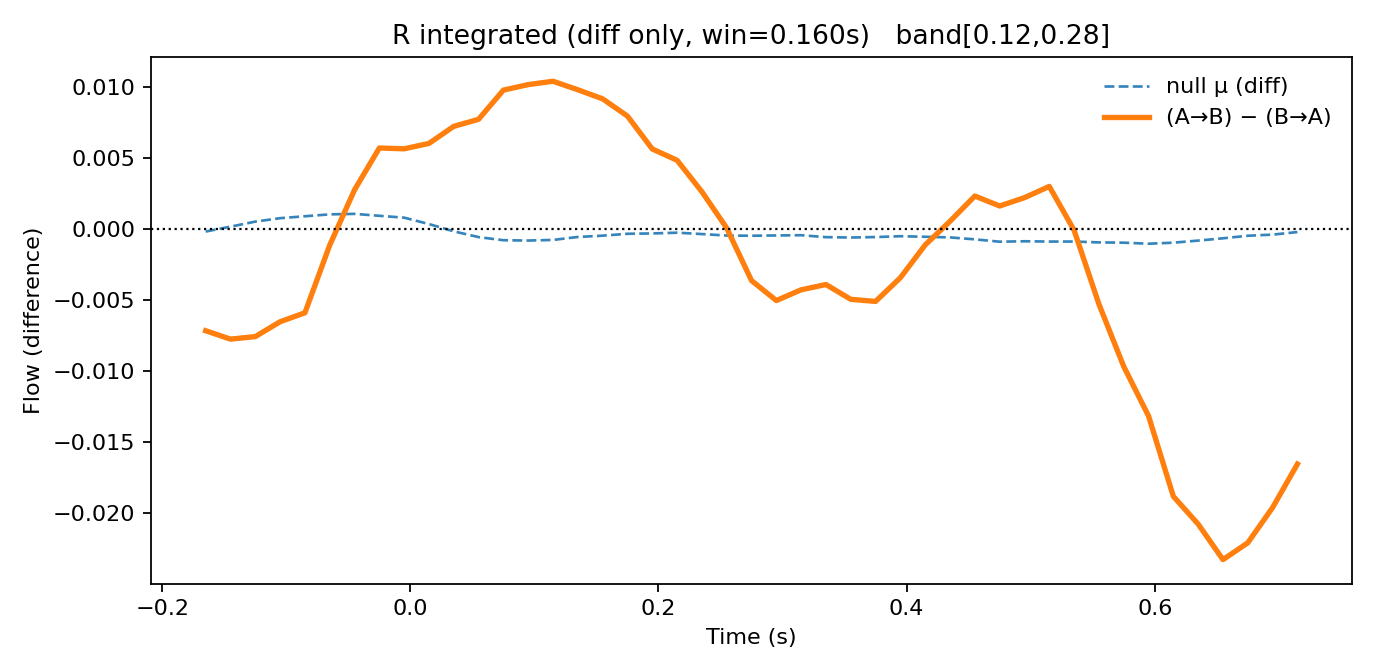 R integrated (diff only, win=0.160s)   band[0.12,0.28]
null μ (diff)
(A→B) − (B→A)
Flow (difference)
0.010
0.005
0.000
−0.005
−0.010
−0.015
−0.020
−0.2
0.0
0.2
0.4
0.6
Time (s)